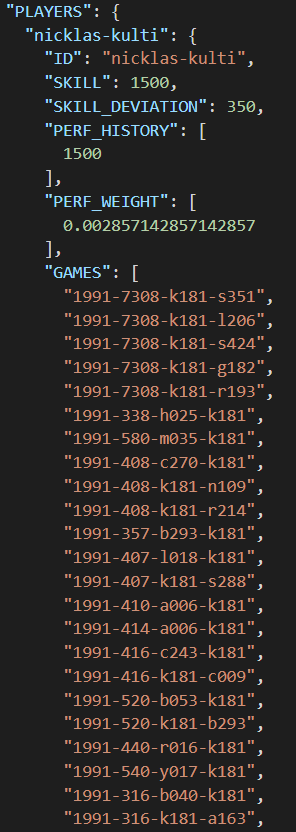 "PLAYERS": {
"nicklas-kulti": {
"ID": "nicklas-kulti",
"SKILL": 1500,
"SKILL_DEVIATION": 350,
"PERF_HISTORY": [
1500
],
"PERF_WEIGHT": [
0.002857142857142857
],
"GAMES": [
"1991-7308-k181-s351",
"1991-7308-k181-l206",
"1991-7308-k181-s424",
"1991-7308-k181-g182",
"1991-7308-k181-r193",
"1991-338-h025-k181",
"1991-580-m035-k181",
"1991-408-c270-k181",
"1991-408-k181-n109",
"1991-408-k181-r214",
"1991-357-b293-k181",
"1991-407-l018-k181",
"1991-407-k181-s288",
"1991-410-a006-k181",
"1991-414-a006-k181",
"1991-416-c243-k181",
"1991-416-k181-c009",
"1991-520-b053-k181",
"1991-520-k181-b293",
"1991-440-r016-k181",
"1991-540-y017-k181",
"1991-316-b040-k181",
"1991-316-k181-a163",